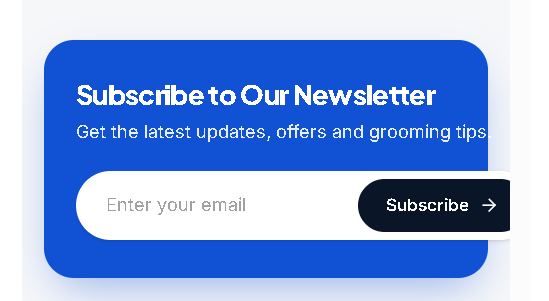 Subscribe to Our Newsletter
Get the latest updates, offers and grooming tips.
Enter your email
Subscribe →